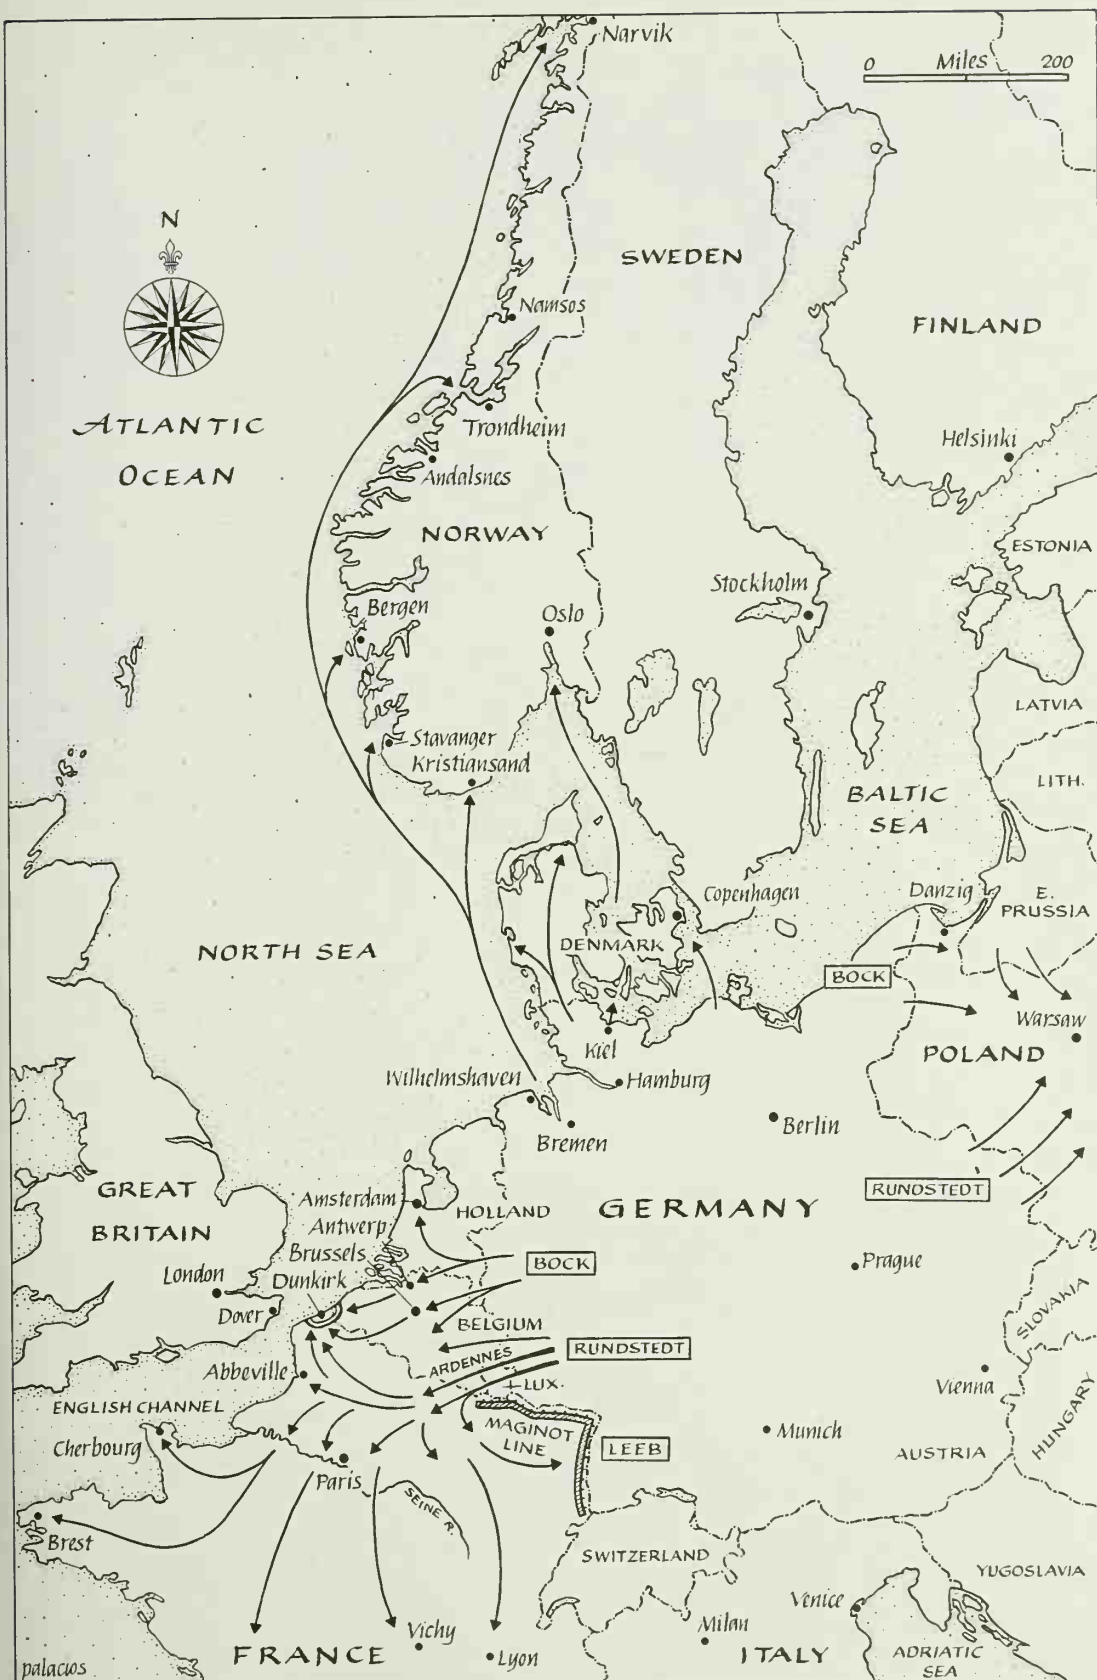 Narvik
0 Miles 200
N
SWEDEN
Namsos
FINLAND
ATLANTIC
OCEAN
Trondheim
Helsinki
Andalsnes
NORWAY
ESTONIA
Stockholm
Bergen
Oslo
LATVIA
Stavanger
Kristiansand
LITH.
BALTIC
SEA
Copenhagen
Danzig
E.
PRUSSIA
NORTH SEA
DENMARK
BOCK
Warsaw
Kiel
POLAND
Wilhelmshaven
Hamburg
Berlin
Bremen
GREAT
BRITAIN
Amsterdam
HOLLAND
GERMANY
RUNDSTEDT
Antwerp
Brussels
Dunkirk
BOCK
Prague
London
Dover
BELGIUM
SLOVAKIA
RUNDSTEDT
ARDENNES
Abbeville
LUX.
Vienna
HUNGARY
ENGLISH CHANNEL
MAGINOT
LINE
LEEB
Munich
Cherbourg
AUSTRIA
Paris
SEINE R.
Brest
SWITZERLAND
YUGOSLAVIA
Venice
Vichy
Milan
FRANCE
Lyon
ITALY
ADRIATIC
SEA
palacios